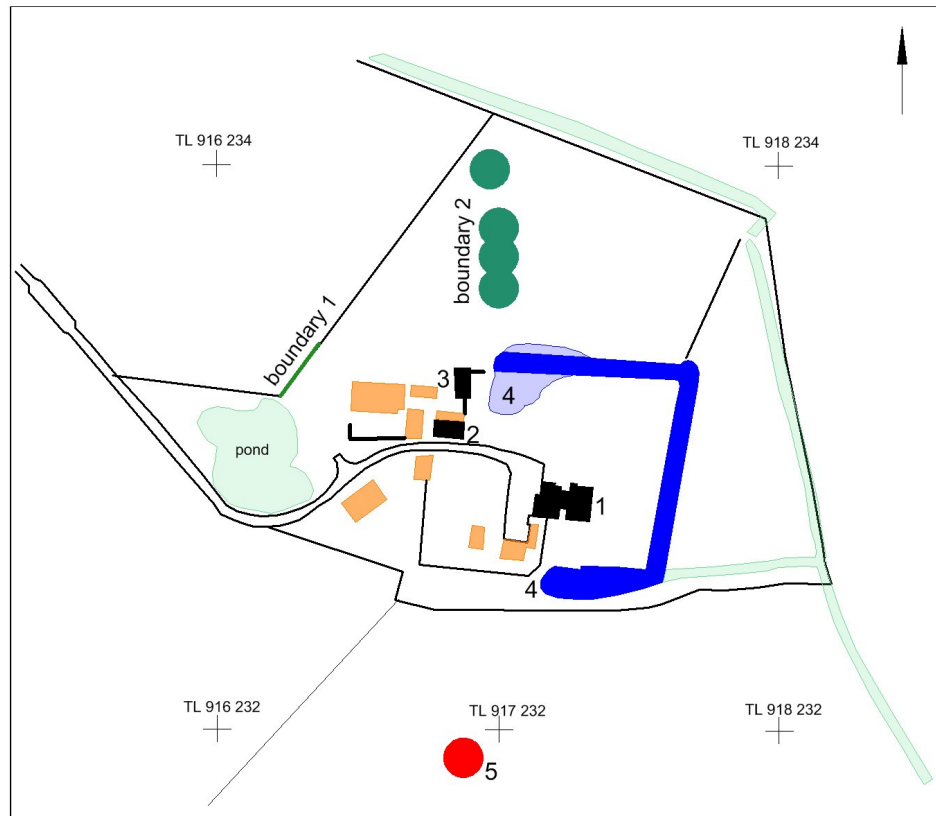 TL 916 234
TL 918 234
boundary 2
boundary 1
3
4
2
pond
1
4
TL 916 232
TL 917 232
TL 918 232
5